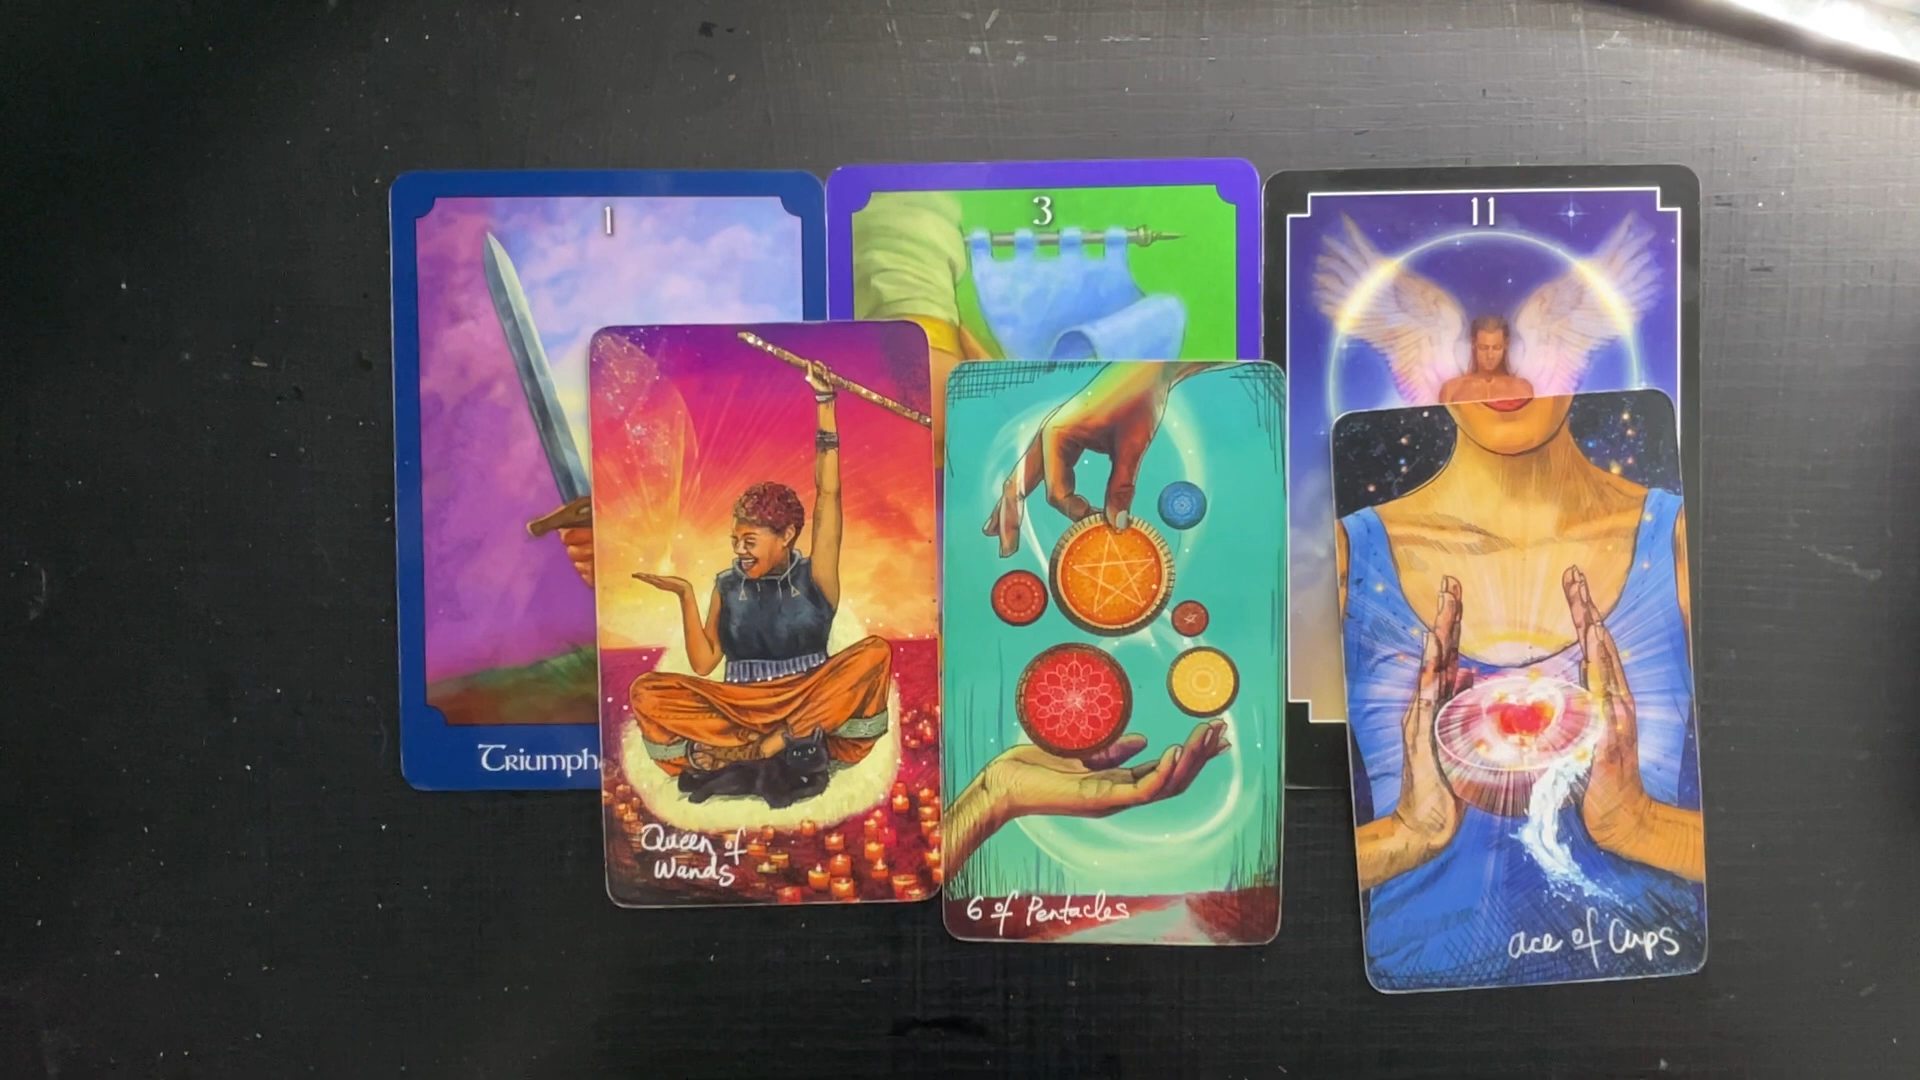 1
3
11
Triumph
Queen of
Wands
6 of Pentacles
ace of Cups